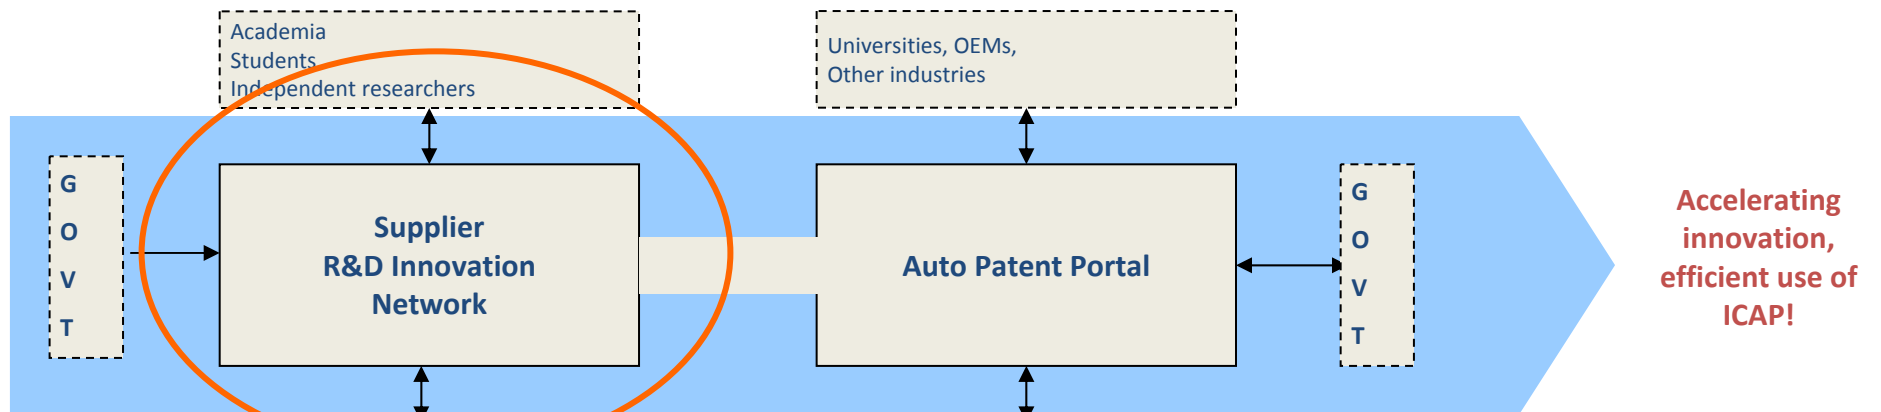 Academia
Students
Independent researchers
Universities, OEMs,
Other industries
G
O
V
T
Supplier
R&D Innovation
Network
Auto Patent Portal
G
O
V
T
Accelerating
innovation,
efficient use of
ICAP!